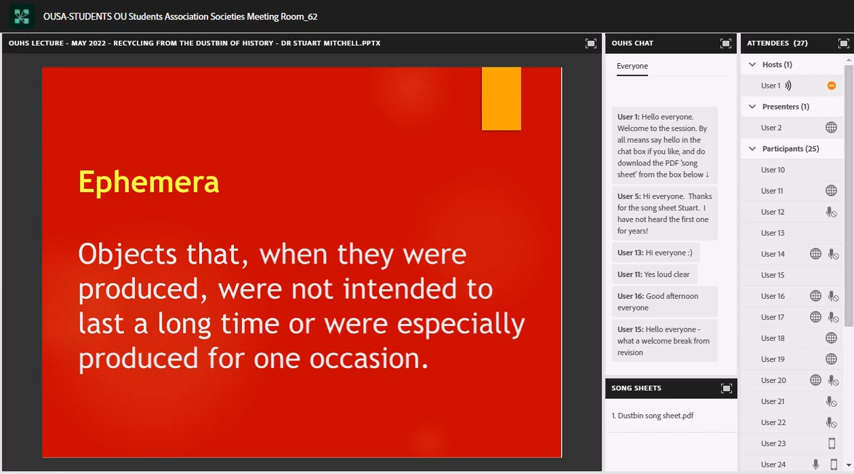 OUSA-STUDENTS OU Students Association Societies Meeting Room_62
OUHS LECTURE - MAY 2022 - RECYCLING FROM THE DUSTBIN OF HISTORY - DR STUART MITCHELL.PPTX
Ephemera
Objects that, when they were
produced, were not intended to
last a long time or were especially
produced for one occasion.
OUHS CHAT
Everyone
User 1: Hello everyone.
Welcome to the session. By
all means say hello in the
chat box if you like, and do
download the PDF 'song
sheet' from the box below ↓
User 5: Hi everyone. Thanks
for the song sheet Stuart. I
have not heard the first one
for years!
User 13: Hi everyone :)
User 11: Yes loud clear
User 16: Good afternoon
everyone
User 15: Hello everyone -
what a welcome break from
revision
SONG SHEETS
1. Dustbin song sheet.pdf
ATTENDEES (27)
Hosts (1)
User 1
Presenters (1)
User 2
Participants (25)
User 10
User 11
User 12
User 13
User 14
User 15
User 16
User 17
User 18
User 19
User 20
User 21
User 22
User 23
User 24